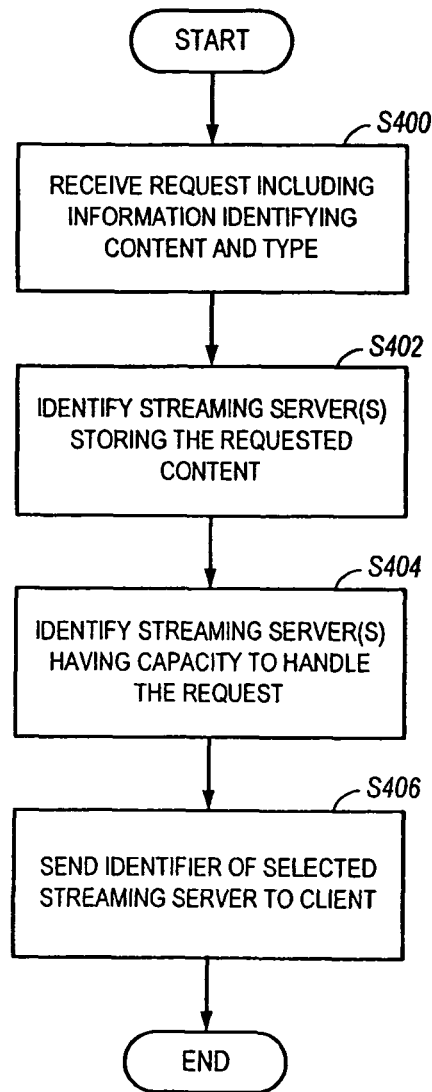 START
S400
RECEIVE REQUEST INCLUDING
INFORMATION IDENTIFYING
CONTENT AND TYPE
S402
IDENTIFY STREAMING SERVER(S)
STORING THE REQUESTED
CONTENT
S404
IDENTIFY STREAMING SERVER(S)
HAVING CAPACITY TO HANDLE
THE REQUEST
S406
SEND IDENTIFIER OF SELECTED
STREAMING SERVER TO CLIENT
END